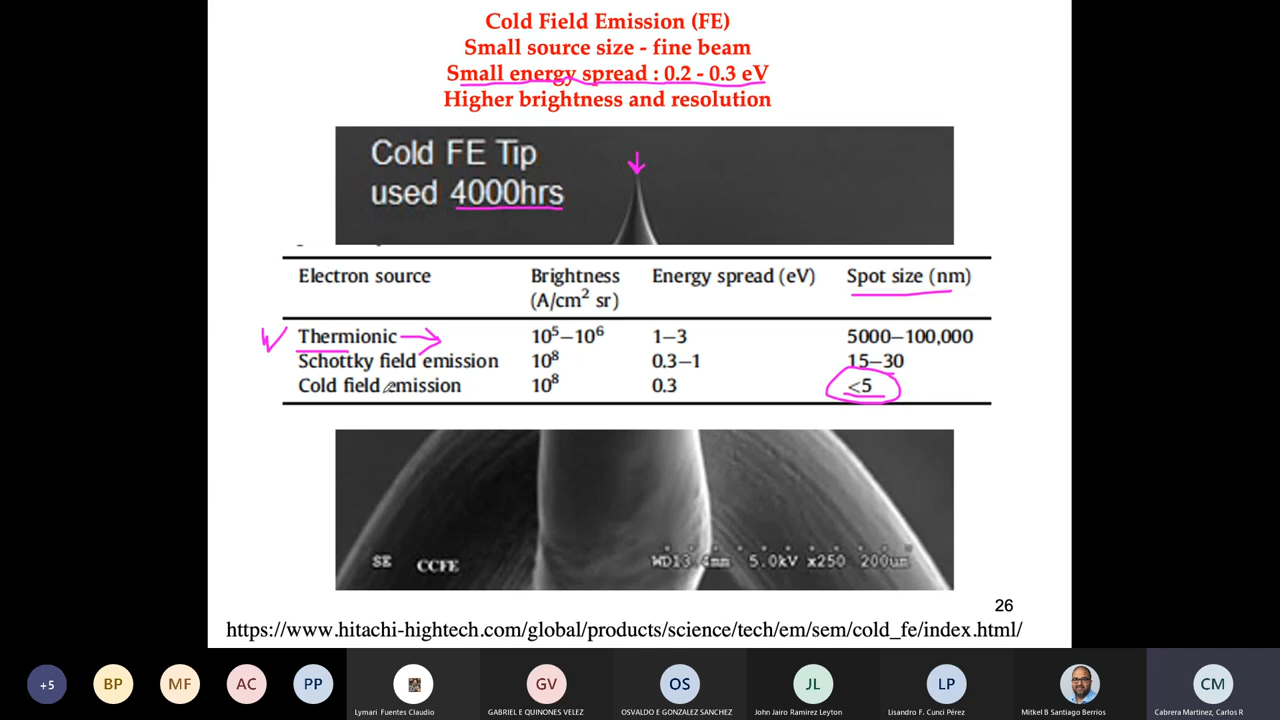 Cold Field Emission (FE)
Small source size - fine beam
Small energy spread : 0.2 - 0.3 eV
Higher brightness and resolution
Cold FE Tip
used 4000hrs
Electron source Brightness Energy spread (eV) Spot size (nm)
(A/cm² sr)
W Thermionic → 10⁵–10⁶ 1–3 5000–100,000
Schottky field emission 10⁸ 0.3–1 15–30
Cold field emission 10⁸ 0.3 <5
SE CCFE WD13.4mm 5.0kV x250 200um
26
https://www.hitachi-hightech.com/global/products/science/tech/em/sem/cold_fe/index.html/
+5 BP MF AC PP GV OS JL LP CM
Lymari Fuentes Claudio GABRIEL E QUINONES VELEZ OSVALDO E GONZALEZ SANCHEZ John Jairo Ramirez Leyton Lisandro F. Cunci Pérez Mitkel B Santiago Berrios Cabrera Martinez, Carlos R